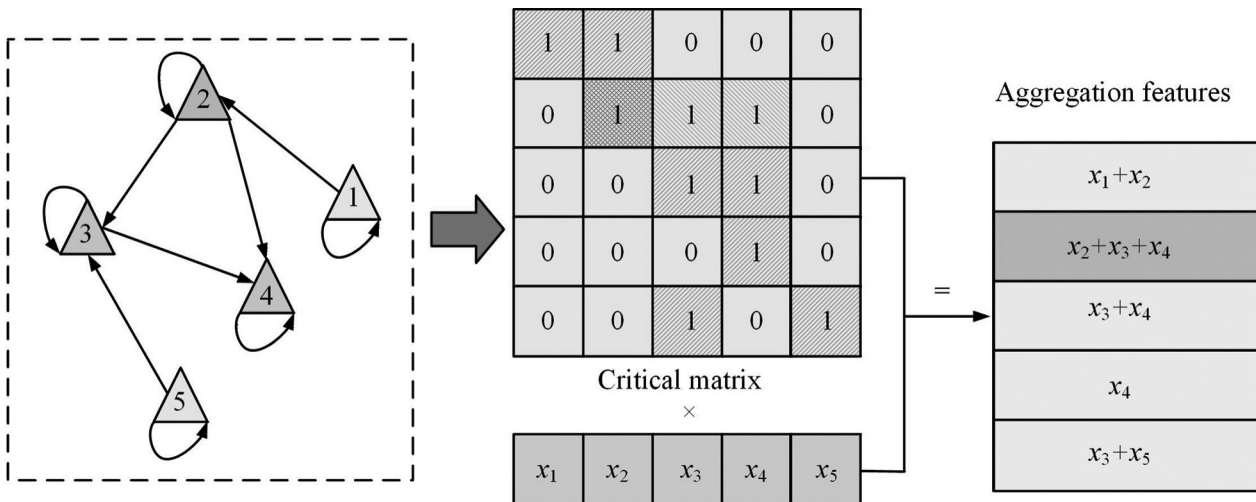 2
1
3
4
5
1 1 0 0 0
0 1 1 1 0
0 0 1 1 0
0 0 0 1 0
0 0 1 0 1
Critical matrix
×
x₁ x₂ x₃ x₄ x₅
=
Aggregation features
x₁+x₂
x₂+x₃+x₄
x₃+x₄
x₄
x₃+x₅